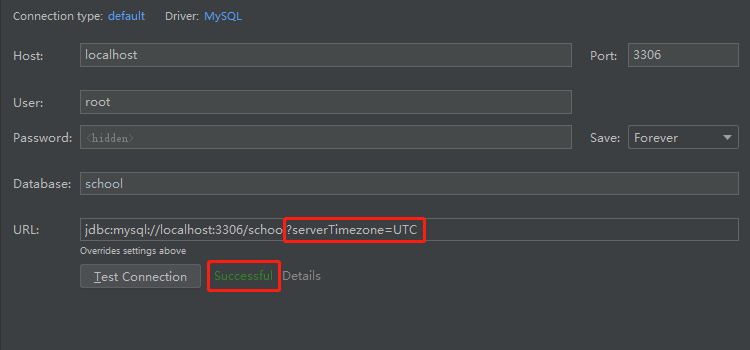 Connection type: default Driver: MySQL
Host: localhost Port: 3306
User: root
Password: <hidden> Save: Forever
Database: school
URL: jdbc:mysql://localhost:3306/school?serverTimezone=UTC
Overrides settings above
Test Connection Successful Details